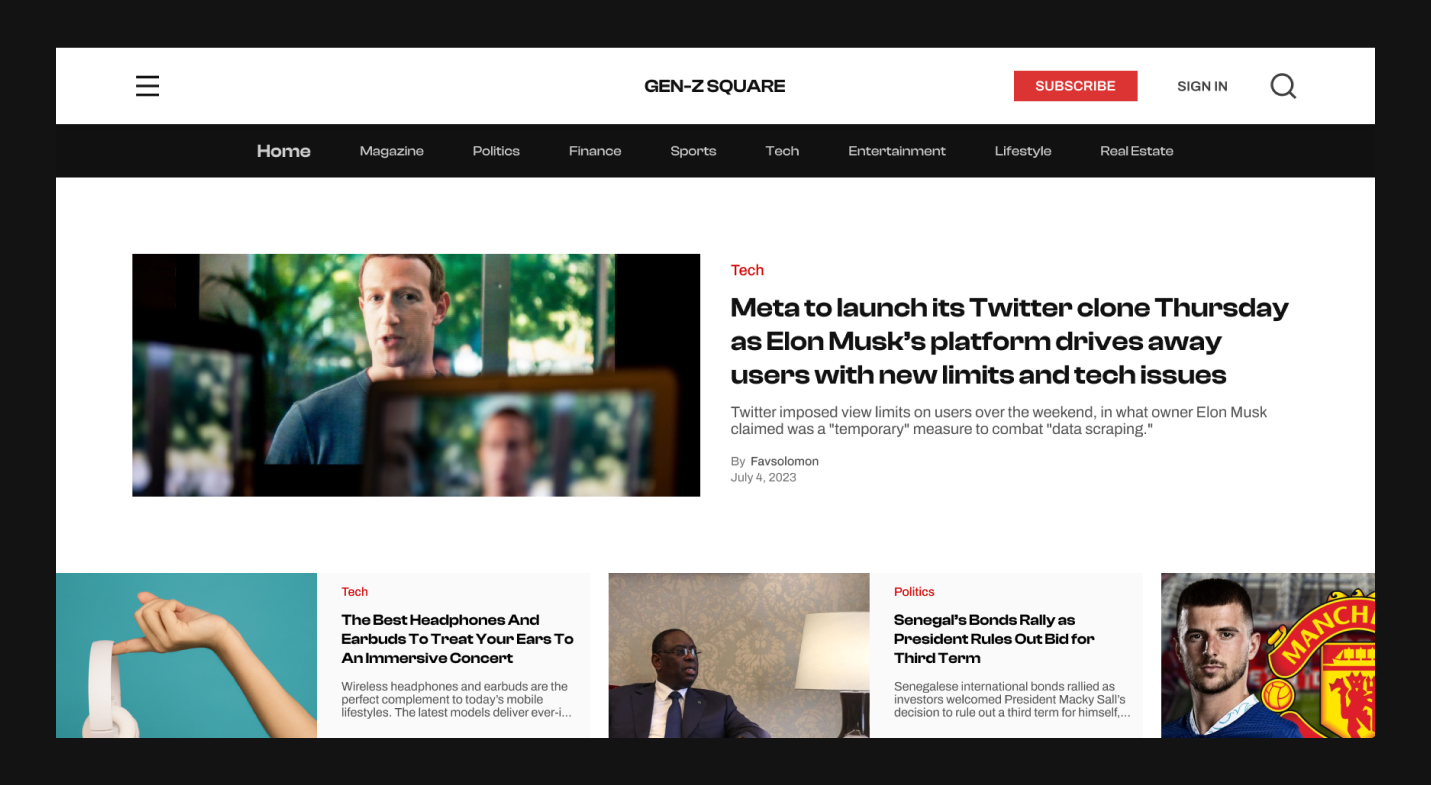 GEN-Z SQUARE
SUBSCRIBE
SIGN IN
Home
Magazine
Politics
Finance
Sports
Tech
Entertainment
Lifestyle
Real Estate
Tech
Meta to launch its Twitter clone Thursday
as Elon Musk’s platform drives away
users with new limits and tech issues
Twitter imposed view limits on users over the weekend, in what owner Elon Musk
claimed was a "temporary" measure to combat "data scraping."
By Favsolomon
July 4, 2023
Tech
The Best Headphones And
Earbuds To Treat Your Ears To
An Immersive Concert
Wireless headphones and earbuds are the
perfect complement to today’s mobile
lifestyles. The latest models deliver ever-i...
Politics
Senegal’s Bonds Rally as
President Rules Out Bid for
Third Term
Senegalese international bonds rallied as
investors welcomed President Macky Sall’s
decision to rule out a third term for himself,...
MANCH